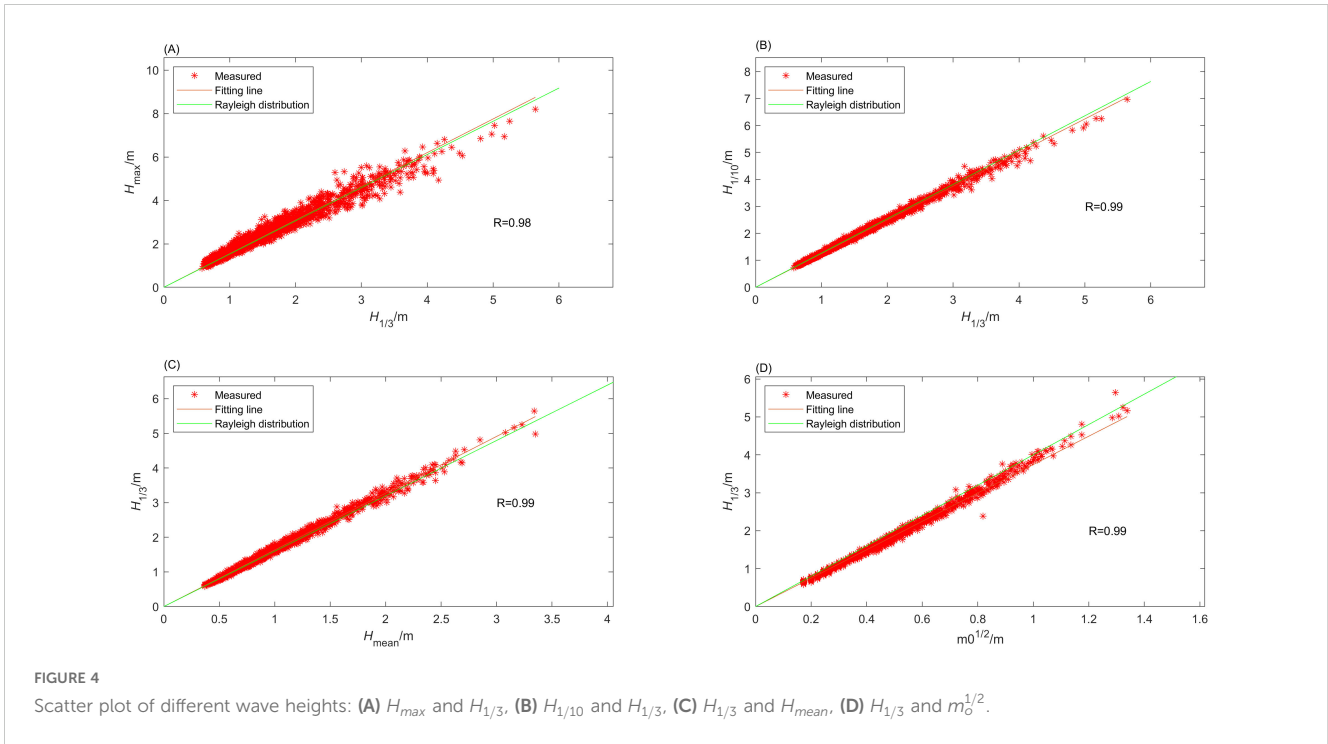 (A)
10
8
6
4
2
0
H_max/m
Measured
Fitting line
Rayleigh distribution
R=0.98
0 1 2 3 4 5 6
H_1/3/m
(B)
8
7
6
5
4
3
2
1
0
H_1/10/m
Measured
Fitting line
Rayleigh distribution
R=0.99
0 1 2 3 4 5 6
H_1/3/m
(C)
6
5
4
3
2
1
0
H_1/3/m
Measured
Fitting line
Rayleigh distribution
R=0.99
0 0.5 1 1.5 2 2.5 3 3.5 4
H_mean/m
(D)
6
5
4
3
2
1
0
H_1/3/m
Measured
Fitting line
Rayleigh distribution
R=0.99
0 0.2 0.4 0.6 0.8 1 1.2 1.4 1.6
m0^1/2/m
FIGURE 4
Scatter plot of different wave heights: (A) H_max and H_1/3, (B) H_1/10 and H_1/3, (C) H_1/3 and H_mean, (D) H_1/3 and m_o^1/2.